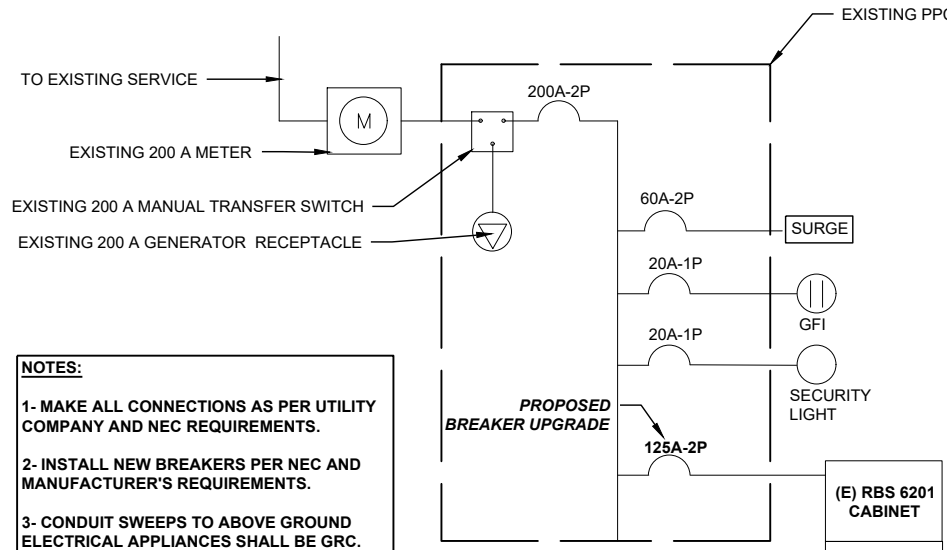 EXISTING PPC
TO EXISTING SERVICE
200A-2P
M
EXISTING 200 A METER
EXISTING 200 A MANUAL TRANSFER SWITCH
60A-2P
EXISTING 200 A GENERATOR RECEPTACLE
SURGE
20A-1P
GFI
20A-1P
SECURITY
LIGHT
PROPOSED
BREAKER UPGRADE
125A-2P
(E) RBS 6201
CABINET
NOTES:
1- MAKE ALL CONNECTIONS AS PER UTILITY
COMPANY AND NEC REQUIREMENTS.
2- INSTALL NEW BREAKERS PER NEC AND
MANUFACTURER'S REQUIREMENTS.
3- CONDUIT SWEEPS TO ABOVE GROUND
ELECTRICAL APPLIANCES SHALL BE GRC.